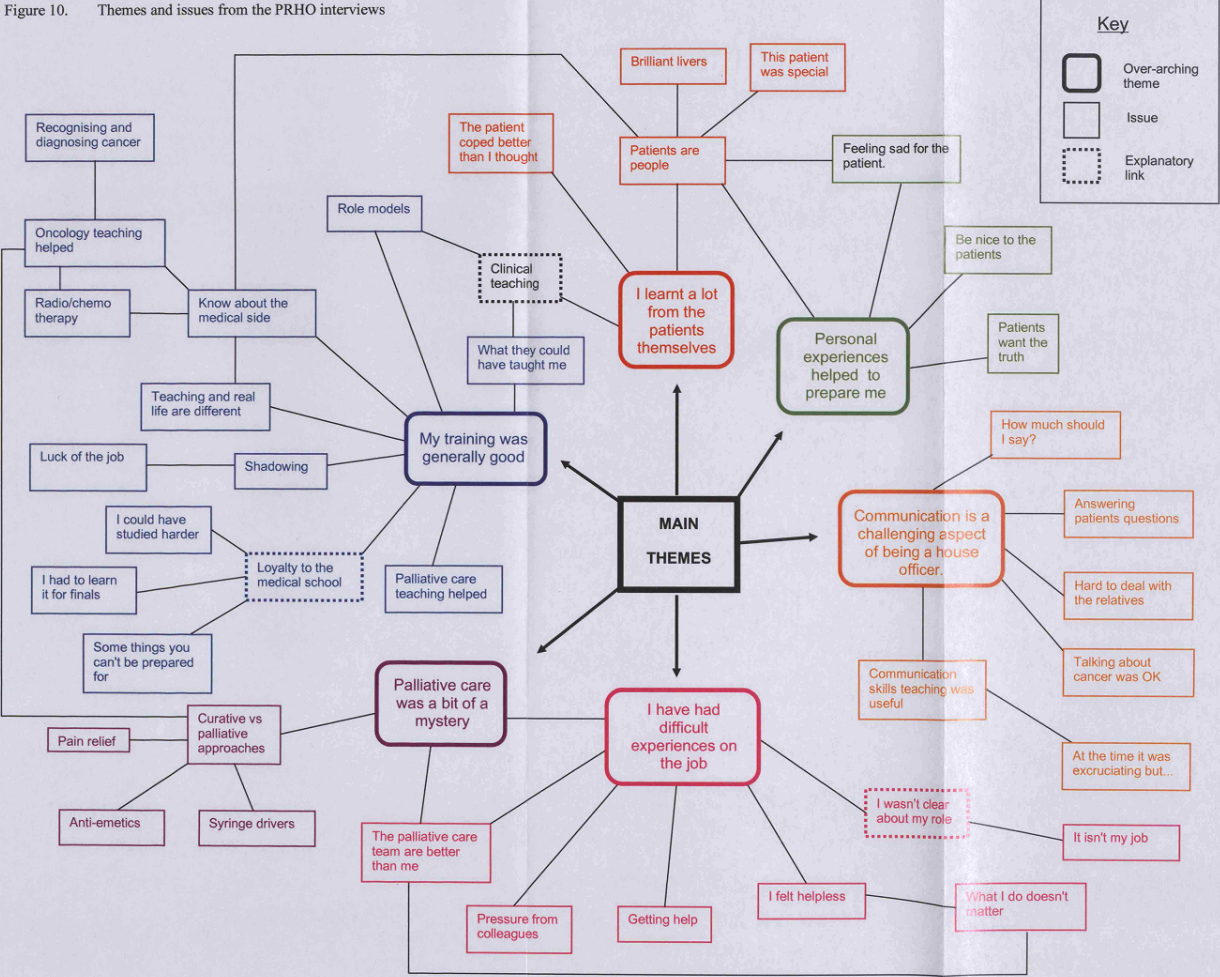 Figure 10. Themes and issues from the PRHO interviews
Key
Over-arching
theme
Issue
Explanatory
link
Brilliant livers
This patient
was special
The patient
coped better
than I thought
Patients are
people
Feeling sad for the
patient.
Recognising and
diagnosing cancer
Role models
Oncology teaching
helped
Clinical
teaching
Be nice to the
patients
Radio/chemo
therapy
Know about the
medical side
I learnt a lot
from the
patients
themselves
Personal
experiences
helped to
prepare me
Patients
want the
truth
What they could
have taught me
Teaching and real
life are different
My training was
generally good
How much should
I say?
Luck of the job
Shadowing
MAIN
THEMES
Communication is a
challenging aspect
of being a house
officer.
Answering
patients questions
I could have
studied harder
Loyalty to the
medical school
I had to learn
it for finals
Palliative care
teaching helped
Hard to deal with
the relatives
Some things you
can't be prepared
for
Talking about
cancer was OK
Palliative care
was a bit of a
mystery
Communication
skills teaching was
useful
Curative vs
palliative
approaches
I have had
difficult
experiences on
the job
Pain relief
At the time it was
excruciating but...
Anti-emetics
Syringe drivers
I wasn't clear
about my role
The palliative care
team are better
than me
It isn't my job
I felt helpless
What I do doesn't
matter
Pressure from
colleagues
Getting help